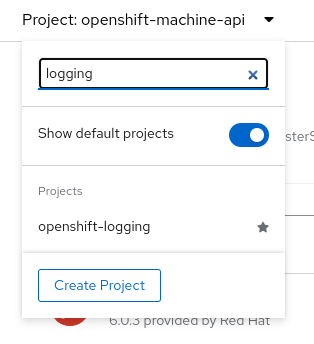 Project: openshift-machine-api
logging
Show default projects
sterS
Projects
openshift-logging
Create Project
6.0.3 provided by Red Hat